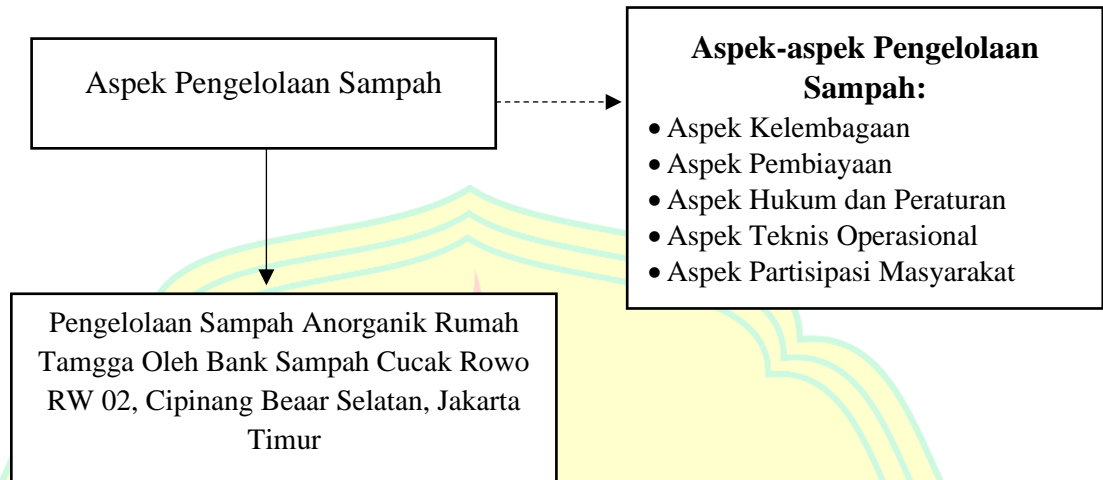 Aspek Pengelolaan Sampah
Aspek-aspek Pengelolaan
Sampah:
• Aspek Kelembagaan
• Aspek Pembiayaan
• Aspek Hukum dan Peraturan
• Aspek Teknis Operasional
• Aspek Partisipasi Masyarakat
Pengelolaan Sampah Anorganik Rumah
Tamgga Oleh Bank Sampah Cucak Rowo
RW 02, Cipinang Beaar Selatan, Jakarta
Timur